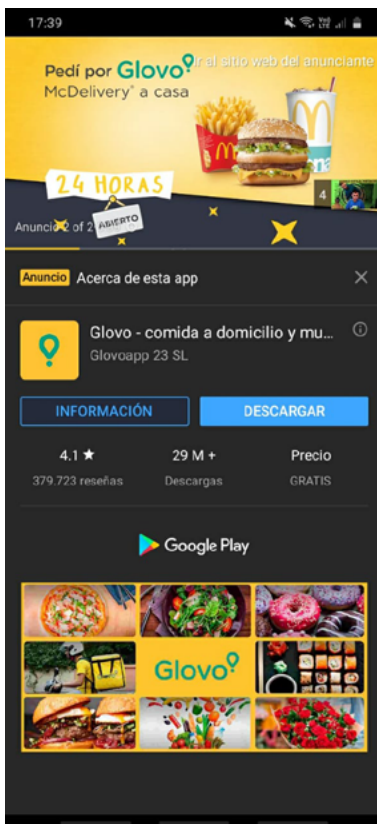 17:39
Pedí por Glovo
Ir al sitio web del anunciante
McDelivery® a casa
24 HORAS
ABIERTO
4
Anuncio 2 of 2
Anuncio Acerca de esta app
Glovo - comida a domicilio y mu...
Glovoapp 23 SL
INFORMACIÓN
DESCARGAR
4.1 ★ 29 M + Precio
379.723 reseñas Descargas GRATIS
Google Play
Glovo